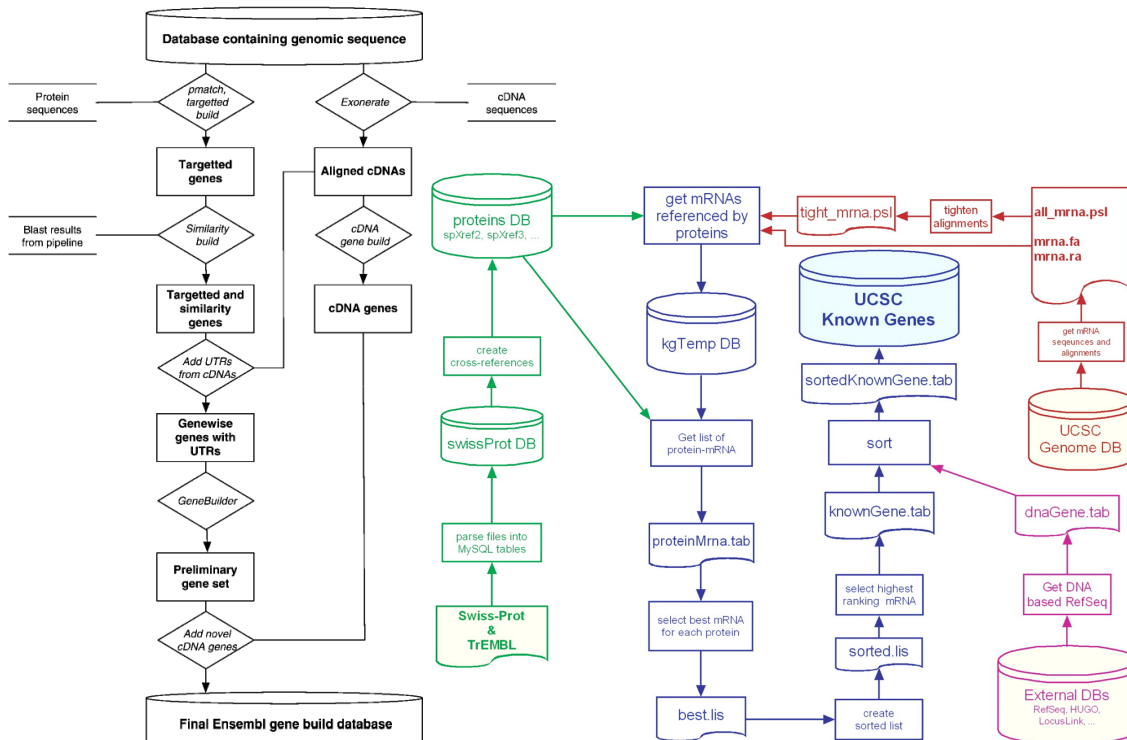 Database containing genomic sequence
Protein
sequences
pmatch,
targetted
build
Exonerate
cDNA
sequences
Targetted
genes
Aligned cDNAs
Blast results
from pipeline
Similarity
build
cDNA
gene build
Targetted and
similarity genes
cDNA genes
Add UTRs
from cDNAs
Genewise
genes with
UTRs
GeneBuilder
Preliminary
gene set
Add novel
cDNA genes
Final Ensembl gene build database
proteins DB
spXref2, spXref3, ...
create
cross-references
swissProt DB
parse files into
MySQL tables
Swiss-Prot
&
TrEMBL
get mRNAs
referenced by
proteins
kgTemp DB
Get list of
protein-mRNA
proteinMrna.tab
select best mRNA
for each protein
best.lis
create
sorted list
sorted.lis
select highest
ranking mRNA
knownGene.tab
sort
sortedKnownGene.tab
UCSC
Known Genes
tight_mrna.psl
tighten
alignments
all_mrna.psl
mrna.fa
mrna.ra
get mRNA
seqeunces and
alignments
UCSC
Genome DB
dnaGene.tab
Get DNA
based RefSeq
External DBs
RefSeq, HUGO,
LocusLink, ...